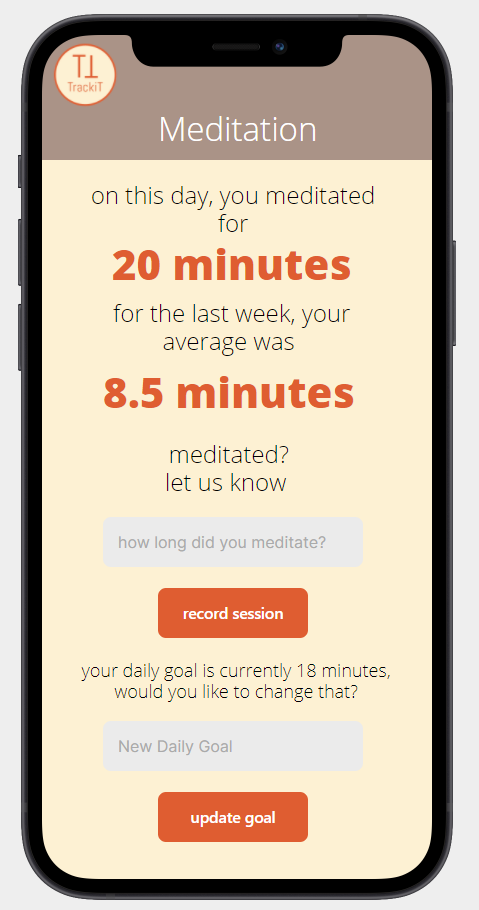 TT
TrackiT
Meditation
on this day, you meditated
for
20 minutes
for the last week, your
average was
8.5 minutes
meditated?
let us know
how long did you meditate?
record session
your daily goal is currently 18 minutes,
would you like to change that?
New Daily Goal
update goal